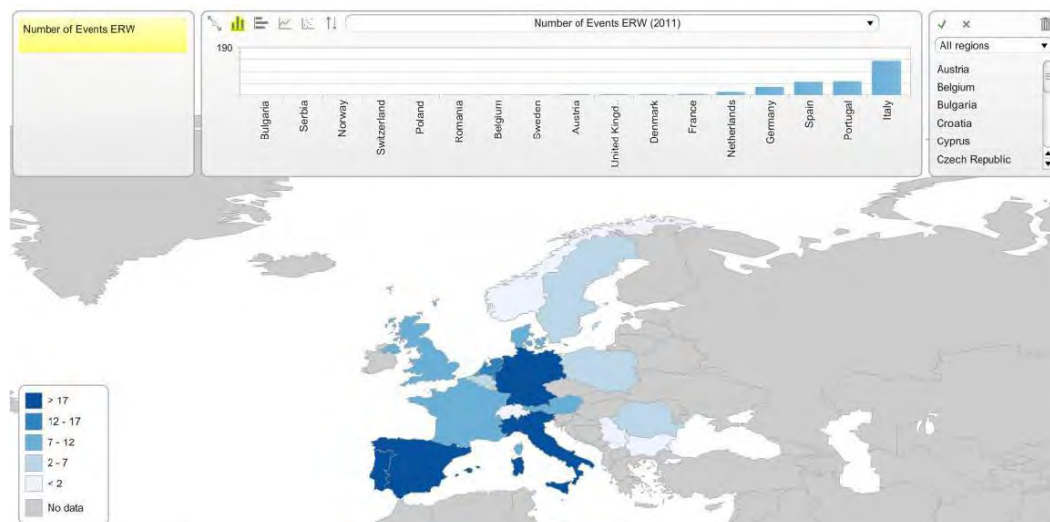 Number of Events ERW
Number of Events ERW (2011)
190
Bulgaria
Serbia
Norway
Switzerland
Poland
Romania
Belgium
Sweden
Austria
United Kingd..
Denmark
France
Netherlands
Germany
Spain
Portugal
Italy
All regions
Austria
Belgium
Bulgaria
Croatia
Cyprus
Czech Republic
> 17
12 - 17
7 - 12
2 - 7
< 2
No data